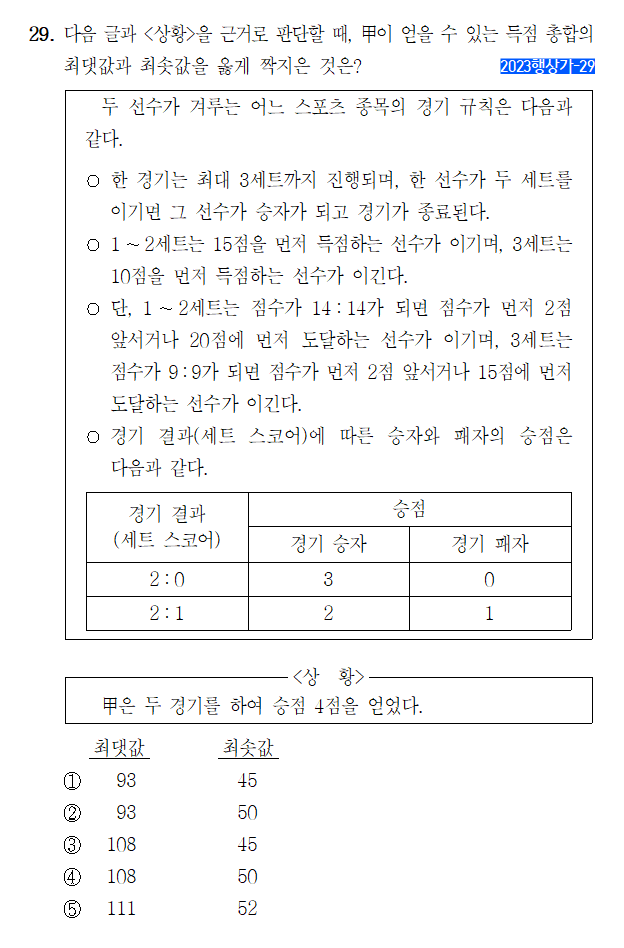 29. 다음 글과 <상황>을 근거로 판단할 때, 甲이 얻을 수 있는 득점 총합의
최댓값과 최솟값을 옳게 짝지은 것은?
2023행상가-29
두 선수가 겨루는 어느 스포츠 종목의 경기 규칙은 다음과
같다.
○ 한 경기는 최대 3세트까지 진행되며, 한 선수가 두 세트를
이기면 그 선수가 승자가 되고 경기가 종료된다.
○ 1~2세트는 15점을 먼저 득점하는 선수가 이기며, 3세트는
10점을 먼저 득점하는 선수가 이긴다.
○ 단, 1~2세트는 점수가 14:14가 되면 점수가 먼저 2점
앞서거나 20점에 먼저 도달하는 선수가 이기며, 3세트는
점수가 9:9가 되면 점수가 먼저 2점 앞서거나 15점에 먼저
도달하는 선수가 이긴다.
○ 경기 결과(세트 스코어)에 따른 승자와 패자의 승점은
다음과 같다.
경기 결과
(세트 스코어)
승점
경기 승자 경기 패자
2:0 3 0
2:1 2 1
<상 황>
甲은 두 경기를 하여 승점 4점을 얻었다.
최댓값 최솟값
① 93 45
② 93 50
③ 108 45
④ 108 50
⑤ 111 52